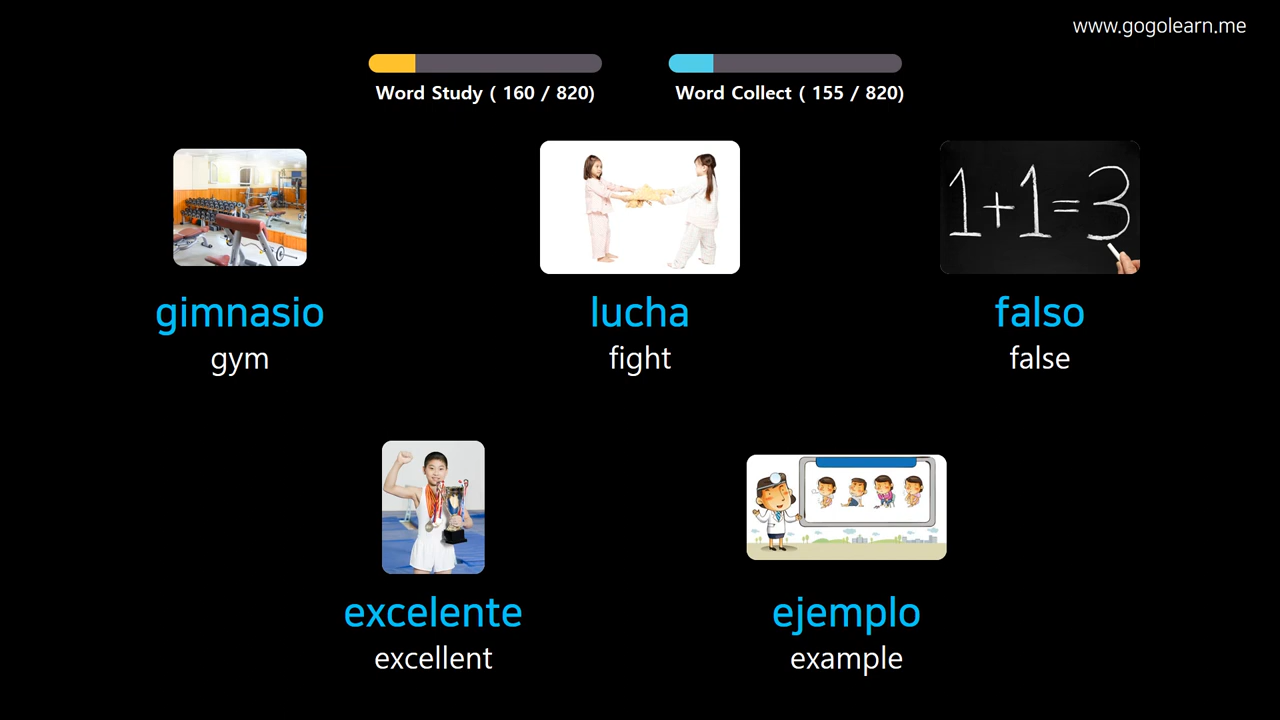 www.gogolearn.me
Word Study ( 160 / 820)
Word Collect ( 155 / 820)
1+1=3
gimnasio
lucha
falso
gym
fight
false
excelente
ejemplo
excellent
example